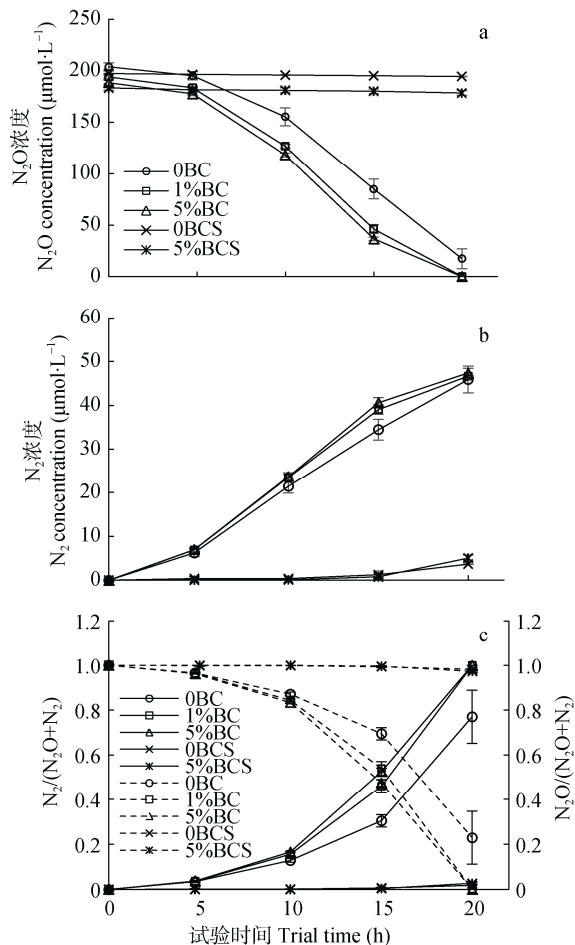 a
N₂O浓度
N₂O concentration (μmol·L⁻¹)
250
200
150
100
50
0
0BC
1%BC
5%BC
0BCS
5%BCS
b
N₂浓度
N₂ concentration (μmol·L⁻¹)
60
50
40
30
20
10
0
c
N₂/(N₂O+N₂)
1.2
1.0
0.8
0.6
0.4
0.2
0
0BC
1%BC
5%BC
0BCS
5%BCS
0BC
1%BC
5%BC
0BCS
5%BCS
1.2
1.0
0.8
0.6
0.4
0.2
0
N₂O/(N₂O+N₂)
0 5 10 15 20
试验时间 Trial time (h)